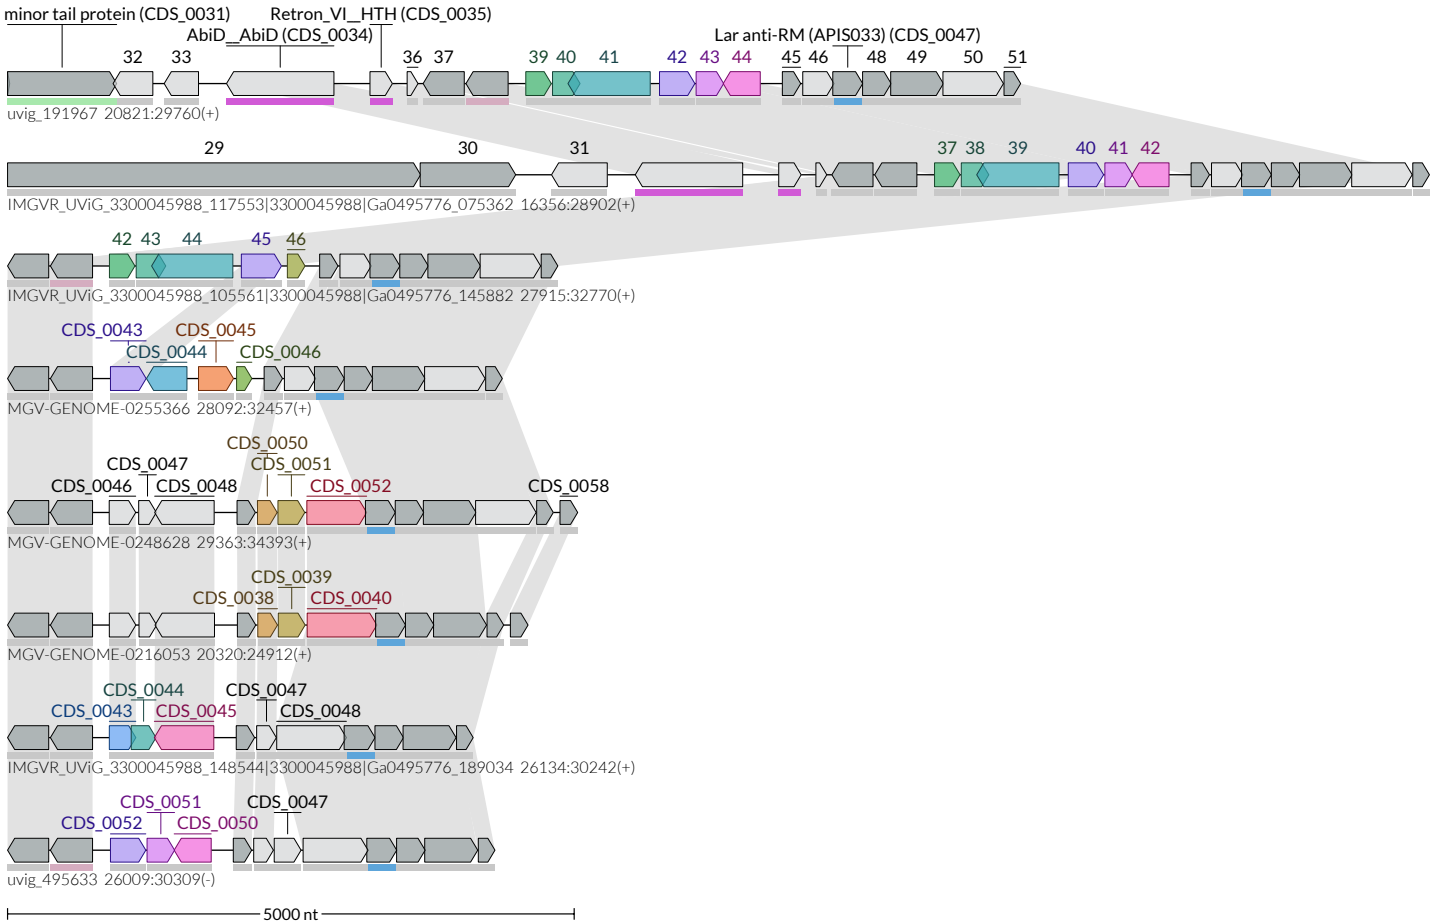 minor tail protein (CDS_0031) Retron_VI__HTH (CDS_0035)
AbiD__AbiD (CDS_0034) Lar anti-RM (APIS033) (CDS_0047)
32 33 36 37 39 40 41 42 43 44 45 46 48 49 50 51
uvig_191967 20821:29760(+)
29 30 31 37 38 39 40 41 42
IMGVR_UViG_3300045988_117553|3300045988|Ga0495776_075362 16356:28902(+)
42 43 44 45 46
IMGVR_UViG_3300045988_105561|3300045988|Ga0495776_145882 27915:32770(+)
CDS_0043 CDS_0045
CDS_0044 CDS_0046
MGV-GENOME-0255366 28092:32457(+)
CDS_0050
CDS_0047 CDS_0051
CDS_0046 CDS_0048 CDS_0052 CDS_0058
MGV-GENOME-0248628 29363:34393(+)
CDS_0039
CDS_0038 CDS_0040
MGV-GENOME-0216053 20320:24912(+)
CDS_0044 CDS_0047
CDS_0043 CDS_0045 CDS_0048
IMGVR_UViG_3300045988_148544|3300045988|Ga0495776_189034 26134:30242(+)
CDS_0051 CDS_0047
CDS_0052 CDS_0050
uvig_495633 26009:30309(-)
5000 nt